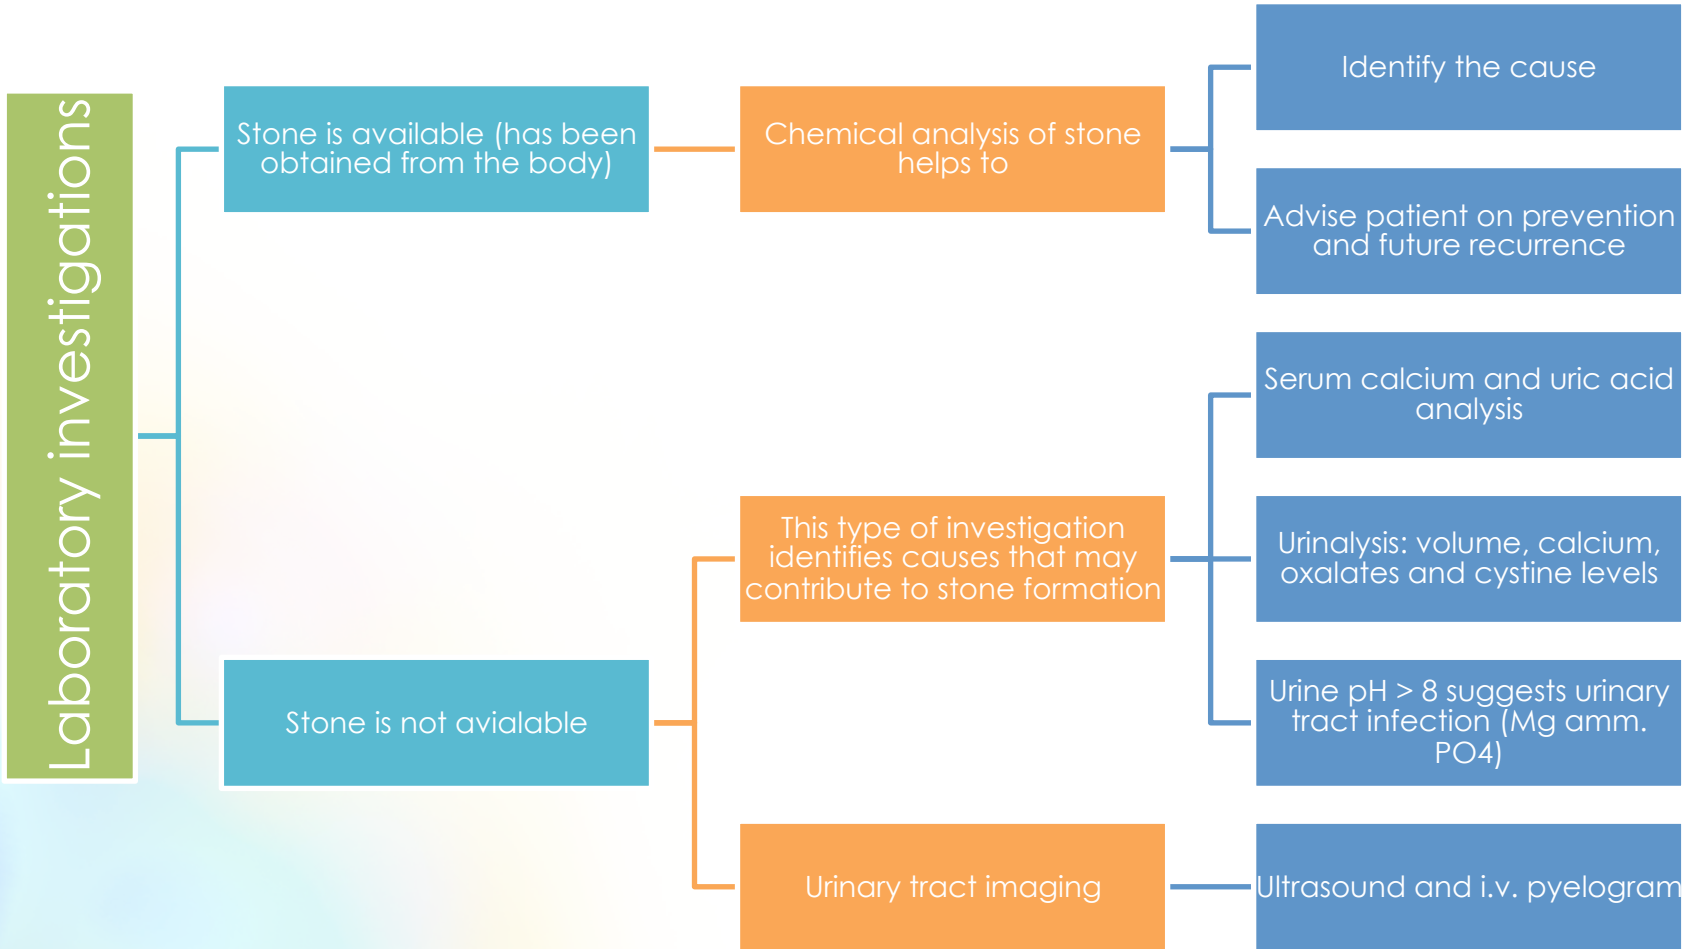 Laboratory investigations
Stone is available (has been
obtained from the body)
Chemical analysis of stone
helps to
Identify the cause
Advise patient on prevention
and future recurrence
Stone is not avialable
This type of investigation
identifies causes that may
contribute to stone formation
Serum calcium and uric acid
analysis
Urinalysis: volume, calcium,
oxalates and cystine levels
Urine pH > 8 suggests urinary
tract infection (Mg amm.
PO4)
Urinary tract imaging
Ultrasound and i.v. pyelogram